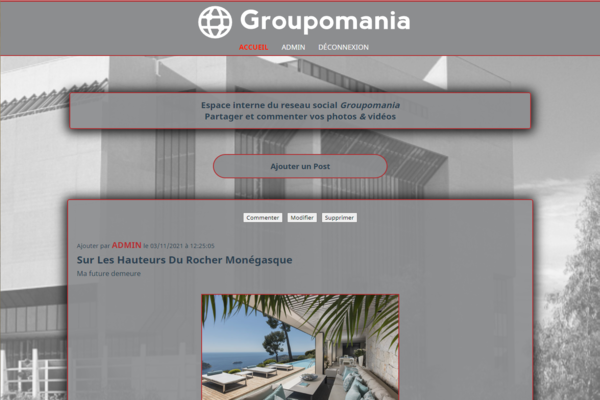 Groupomania
ACCUEIL ADMIN DÉCONNEXION
Espace interne du reseau social Groupomania
Partager et commenter vos photos & vidéos
Ajouter un Post
Commenter Modifier Supprimer
Ajouter par ADMIN le 03/11/2021 à 12:25:05
Sur Les Hauteurs Du Rocher Monégasque
Ma future demeure